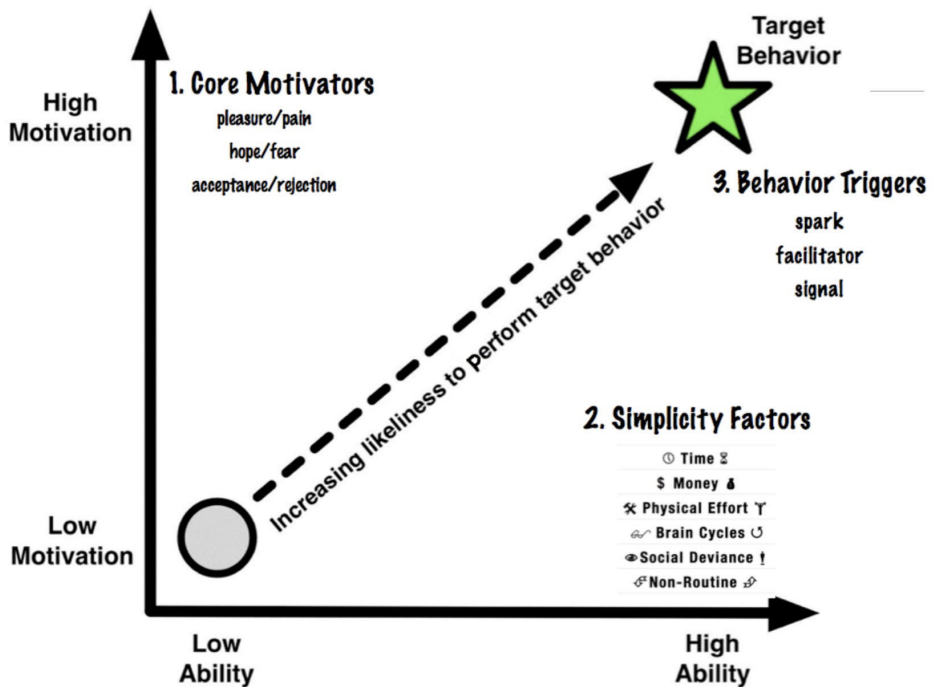 Target
Behavior
1. Core Motivators
High
Motivation
pleasure/pain
hope/fear
acceptance/rejection
3. Behavior Triggers
spark
facilitator
signal
Increasing likeliness to perform target behavior
2. Simplicity Factors
Time
$ Money
Physical Effort
Brain Cycles
Social Deviance
Non-Routine
Low
Motivation
Low
Ability
High
Ability